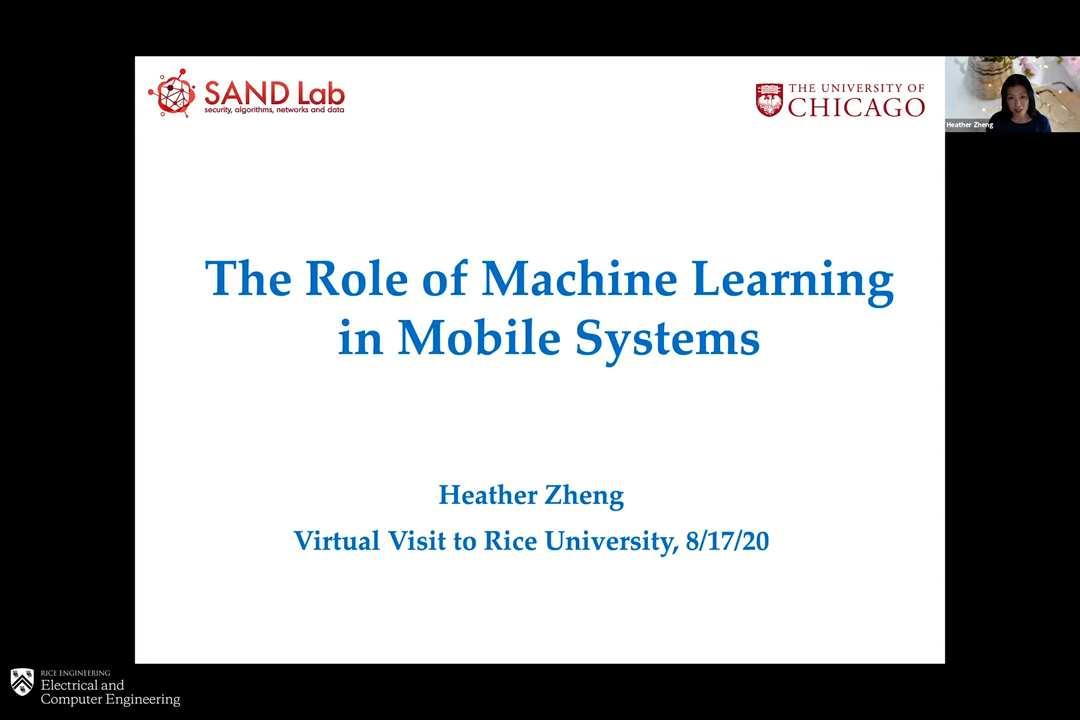 SAND Lab
security, algorithms, networks and data
THE UNIVERSITY OF
CHICAGO
Heather Zheng
The Role of Machine Learning
in Mobile Systems
Heather Zheng
Virtual Visit to Rice University, 8/17/20
RICE ENGINEERING
Electrical and
Computer Engineering